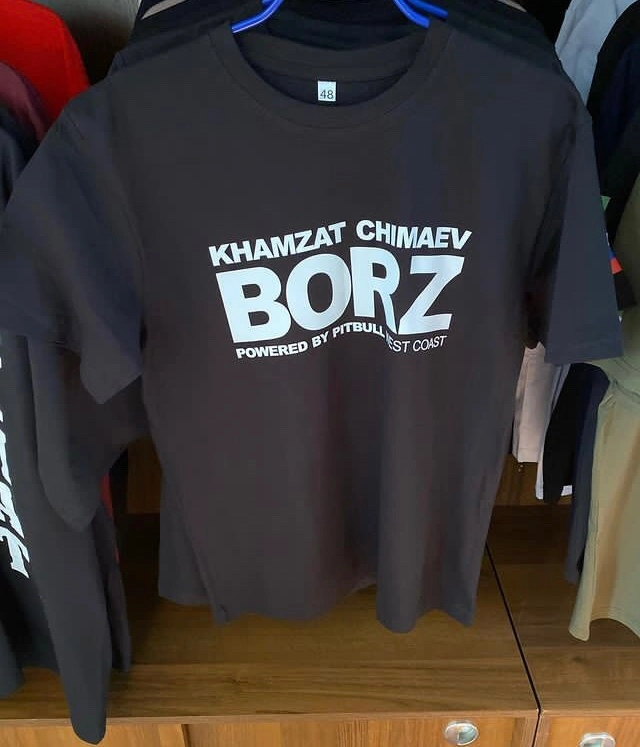 48
KHAMZAT CHIMAEV
BORZ
POWERED BY PITBULL WEST COAST